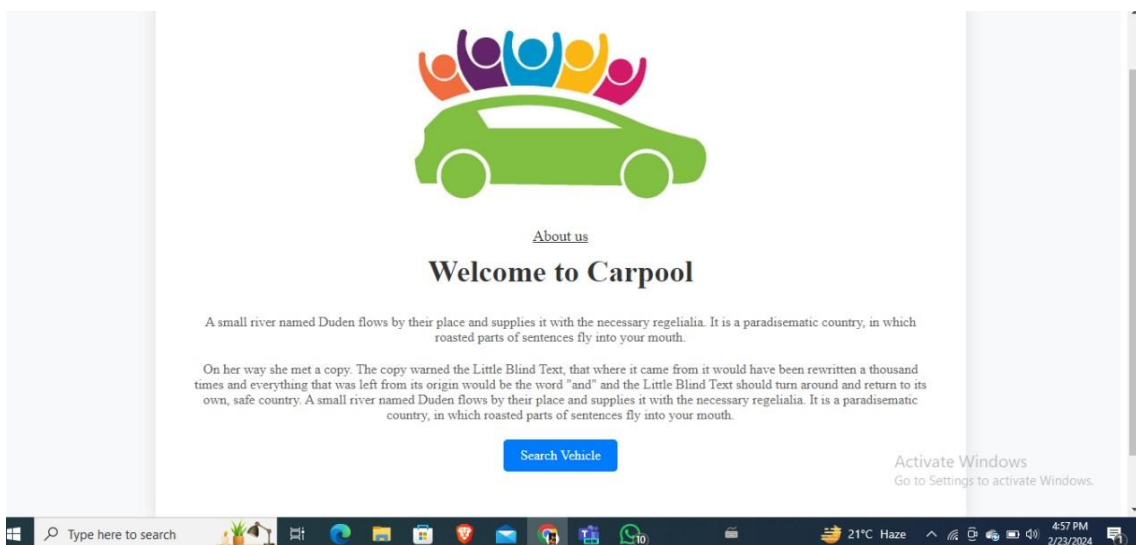 About us
Welcome to Carpool
A small river named Duden flows by their place and supplies it with the necessary regelialia. It is a paradisematic country, in which
roasted parts of sentences fly into your mouth.
On her way she met a copy. The copy warned the Little Blind Text, that where it came from it would have been rewritten a thousand
times and everything that was left from its origin would be the word "and" and the Little Blind Text should turn around and return to its
own, safe country. A small river named Duden flows by their place and supplies it with the necessary regelialia. It is a paradisematic
country, in which roasted parts of sentences fly into your mouth.
Search Vehicle
Activate Windows
Go to Settings to activate Windows.
Type here to search
10
21°C Haze
4:57 PM
2/23/2024
1